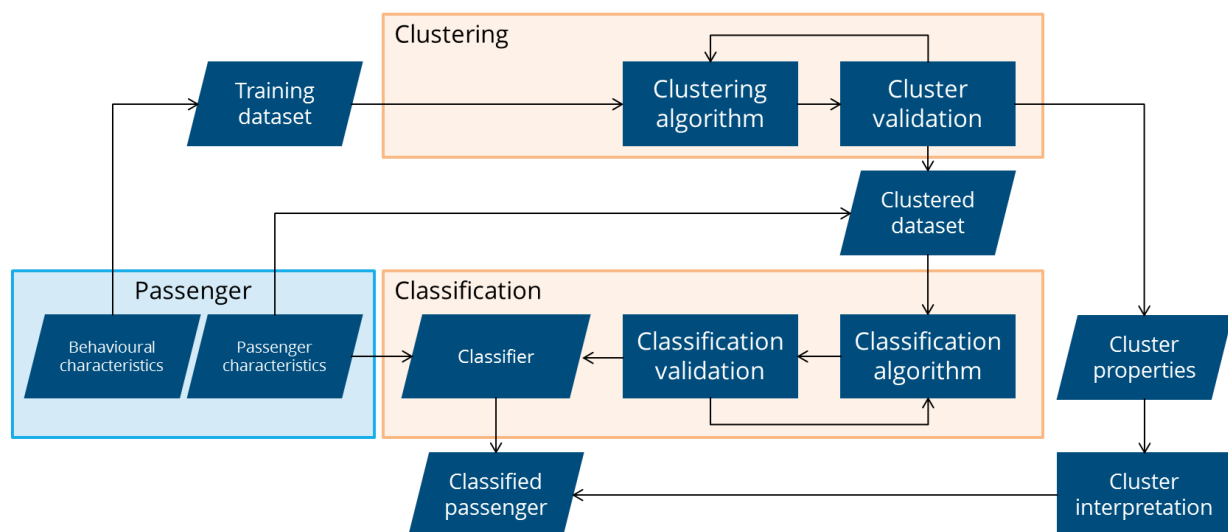 Clustering
Training
dataset
Clustering
algorithm
Cluster
validation
Clustered
dataset
Passenger
Behavioural
characteristics
Passenger
characteristics
Classification
Classifier
Classification
validation
Classification
algorithm
Cluster
properties
Classified
passenger
Cluster
interpretation